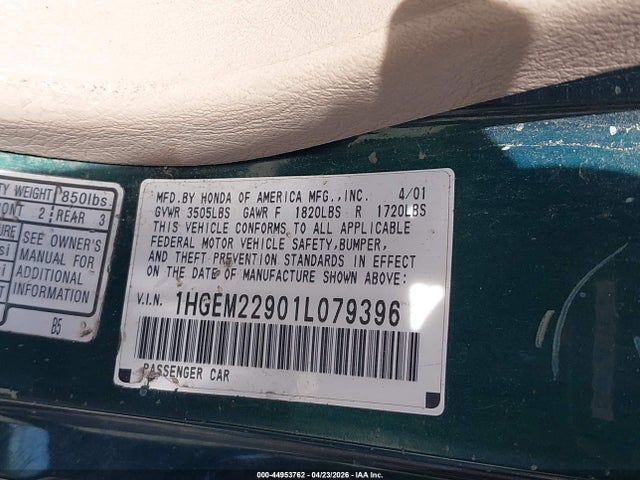 TY WEIGHT 850lbs.
ONT 2 REAR 3
URE SEE OWNER'S
si MANUAL FOR
si ADDITIONAL
INFORMATION
B5
MFD.BY HONDA OF AMERICA MFG.,INC. 4/01
GVWR 3505LBS GAWR F 1820LBS R 1720LBS
THIS VEHICLE CONFORMS TO ALL APPLICABLE
FEDERAL MOTOR VEHICLE SAFETY,BUMPER,
AND THEFT PREVENTION STANDARDS IN EFFECT
ON THE DATE OF MANUFACTURE SHOWN ABOVE:
V.I.N. 1HGEM22901L079396
PASSENGER CAR
000-44953762 - 04/23/2026 - IAA Inc.